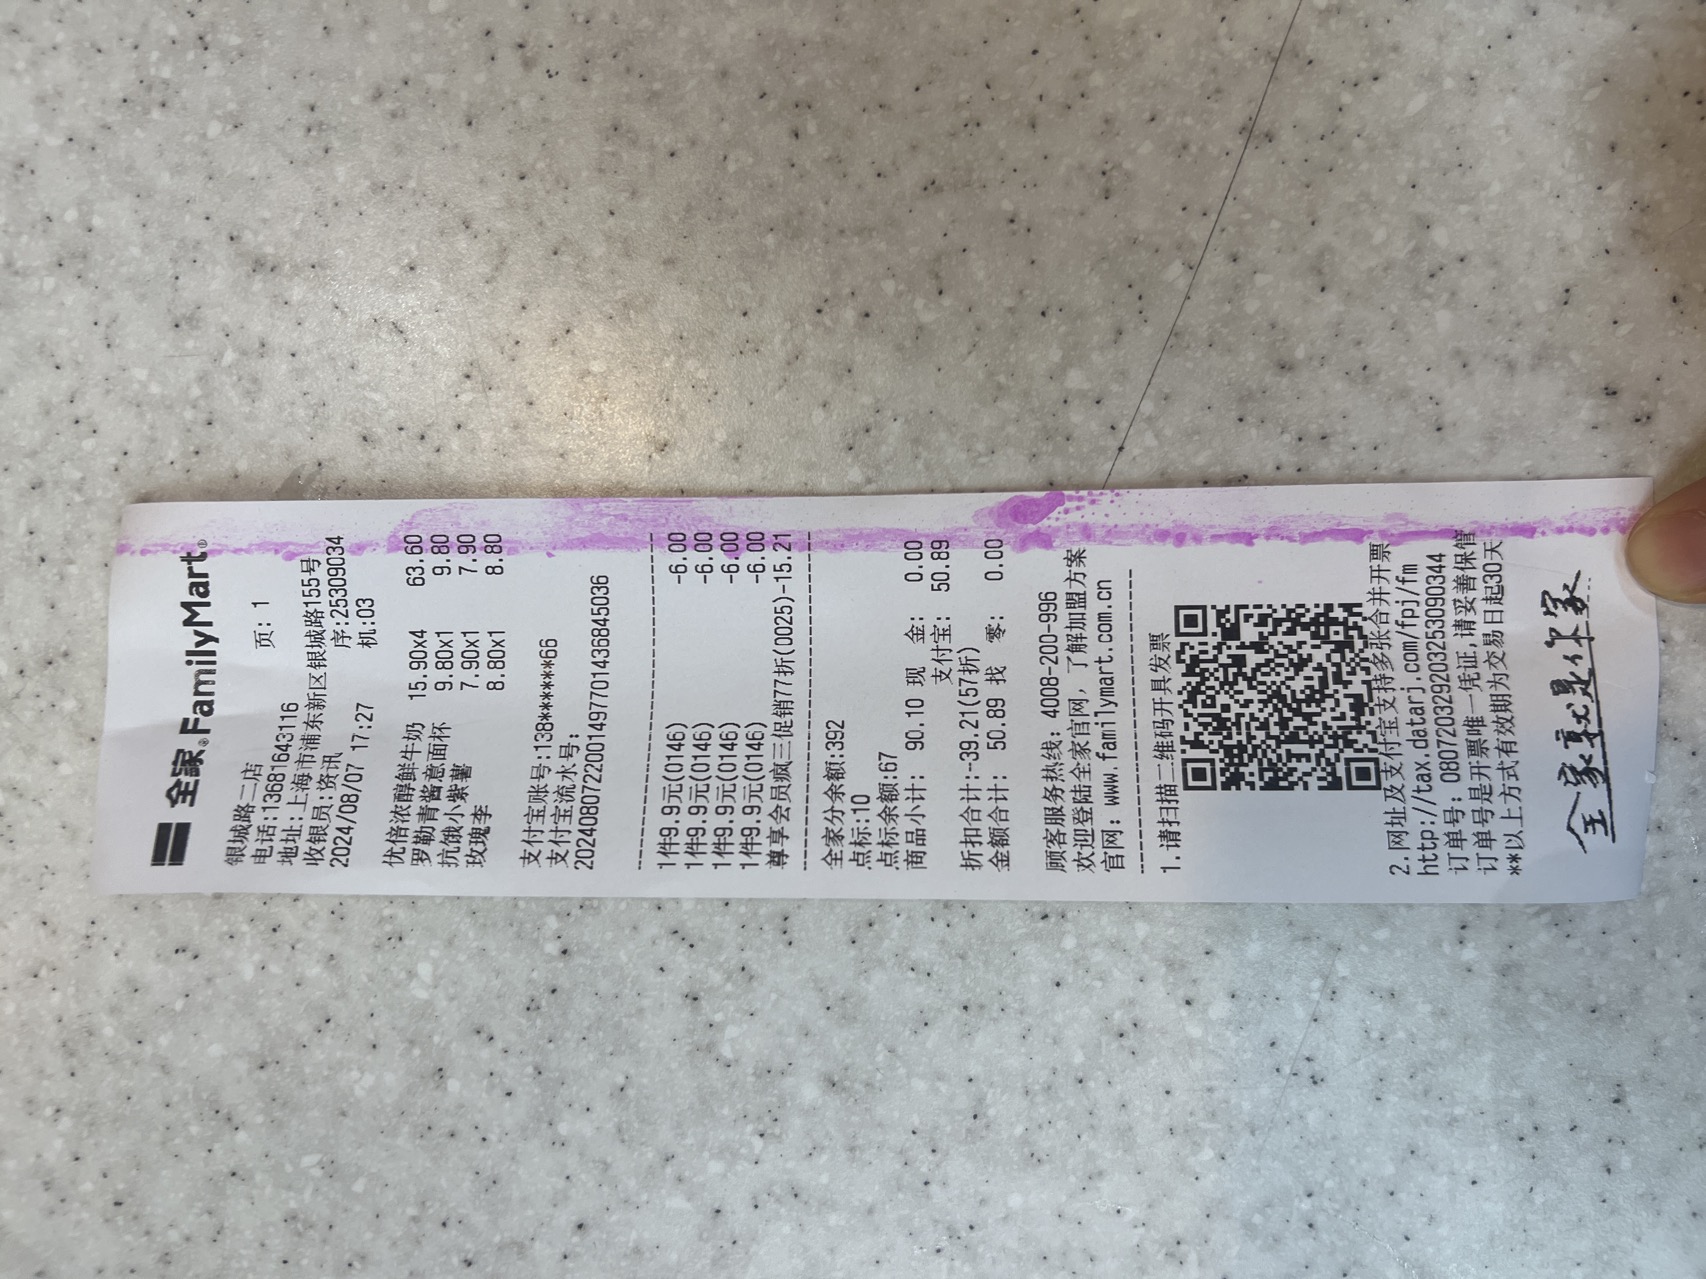 全家®FamilyMart®
页: 1
银城路二店
电话:13681643116
地址:上海市浦东新区银城路155号
收银员:资讯 序:25309034
2024/08/07 17:27 机:03
优倍浓醇鲜牛奶 15.90x4 63.60
罗勒青酱意面杯 9.80x1 9.80
抗饿小紫薯 7.90x1 7.90
玫瑰李 8.80x1 8.80
支付宝账号:138******66
支付宝流水号:
2024080722001497701436845036
1件9.9元(0146) -6.00
1件9.9元(0146) -6.00
1件9.9元(0146) -6.00
1件9.9元(0146) -6.00
尊享会员疯三促销77折(0025)-15.21
全家分余额:392
点标:10
点标余额:67
商品小计: 90.10 现 金: 0.00
支付宝: 50.89
折扣合计:-39.21(57折)
金额合计: 50.89 找 零: 0.00
顾客服务热线: 4008-200-996
欢迎登陆全家官网, 了解加盟方案
官网: www.familymart.com.cn
1.请扫描二维码开具发票
2.网址及支付宝支持多张合并开票
http://tax.datarj.com/fpj/fm
订单号: 0807203292032530903­44
订单号是开票唯一凭证,请妥善保管
**以上方式有效期为交易日起30天
全家就是你家